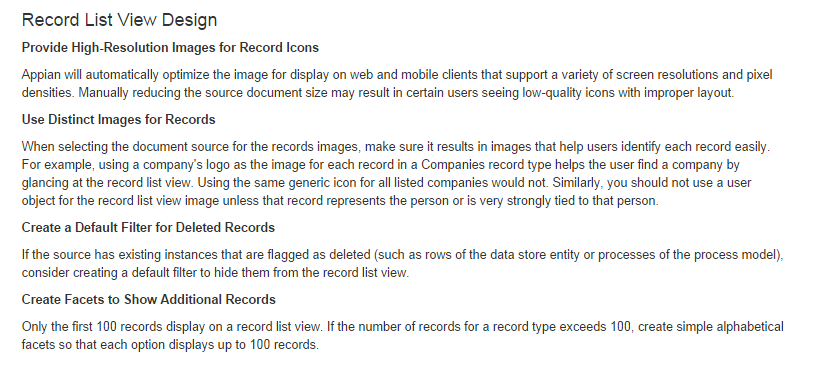 Record List View Design
Provide High-Resolution Images for Record Icons
Appian will automatically optimize the image for display on web and mobile clients that support a variety of screen resolutions and pixel
densities. Manually reducing the source document size may result in certain users seeing low-quality icons with improper layout.
Use Distinct Images for Records
When selecting the document source for the records images, make sure it results in images that help users identify each record easily.
For example, using a company's logo as the image for each record in a Companies record type helps the user find a company by
glancing at the record list view. Using the same generic icon for all listed companies would not. Similarly, you should not use a user
object for the record list view image unless that record represents the person or is very strongly tied to that person.
Create a Default Filter for Deleted Records
If the source has existing instances that are flagged as deleted (such as rows of the data store entity or processes of the process model),
consider creating a default filter to hide them from the record list view.
Create Facets to Show Additional Records
Only the first 100 records display on a record list view. If the number of records for a record type exceeds 100, create simple alphabetical
facets so that each option displays up to 100 records.